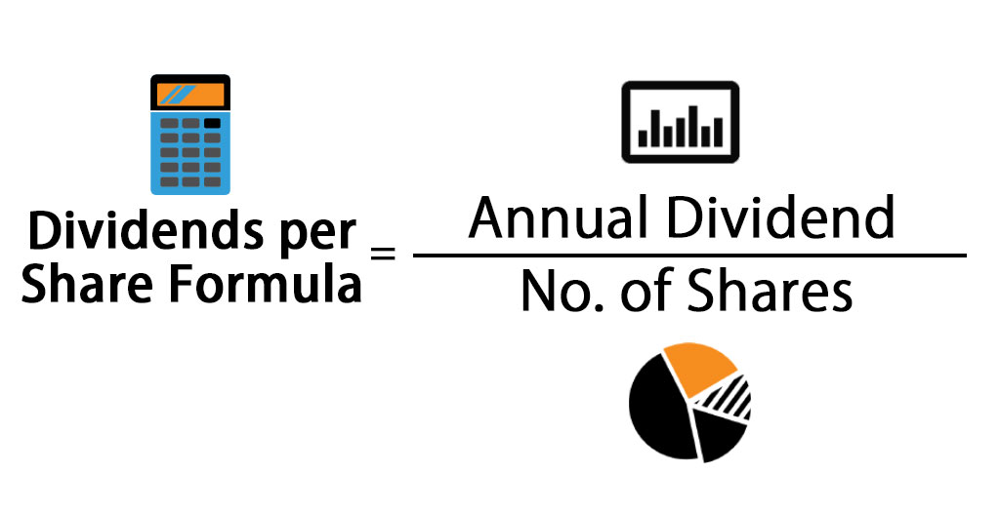 Dividends per
Share Formula
=
Annual Dividend
No. of Shares